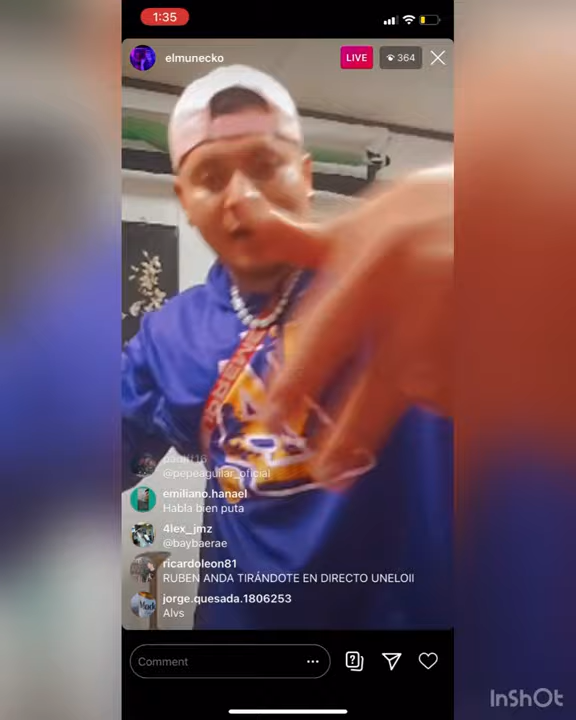 1:35
elmunecko
LIVE
364
@pepeaguilar_oficial
emiliano.hanael
Habla bien puta
4lex_jmz
@baybaerae
ricardoleon81
RUBEN ANDA TIRÁNDOTE EN DIRECTO UNELOII
jorge.quesada.1806253
Alvs
Comment
InShOt